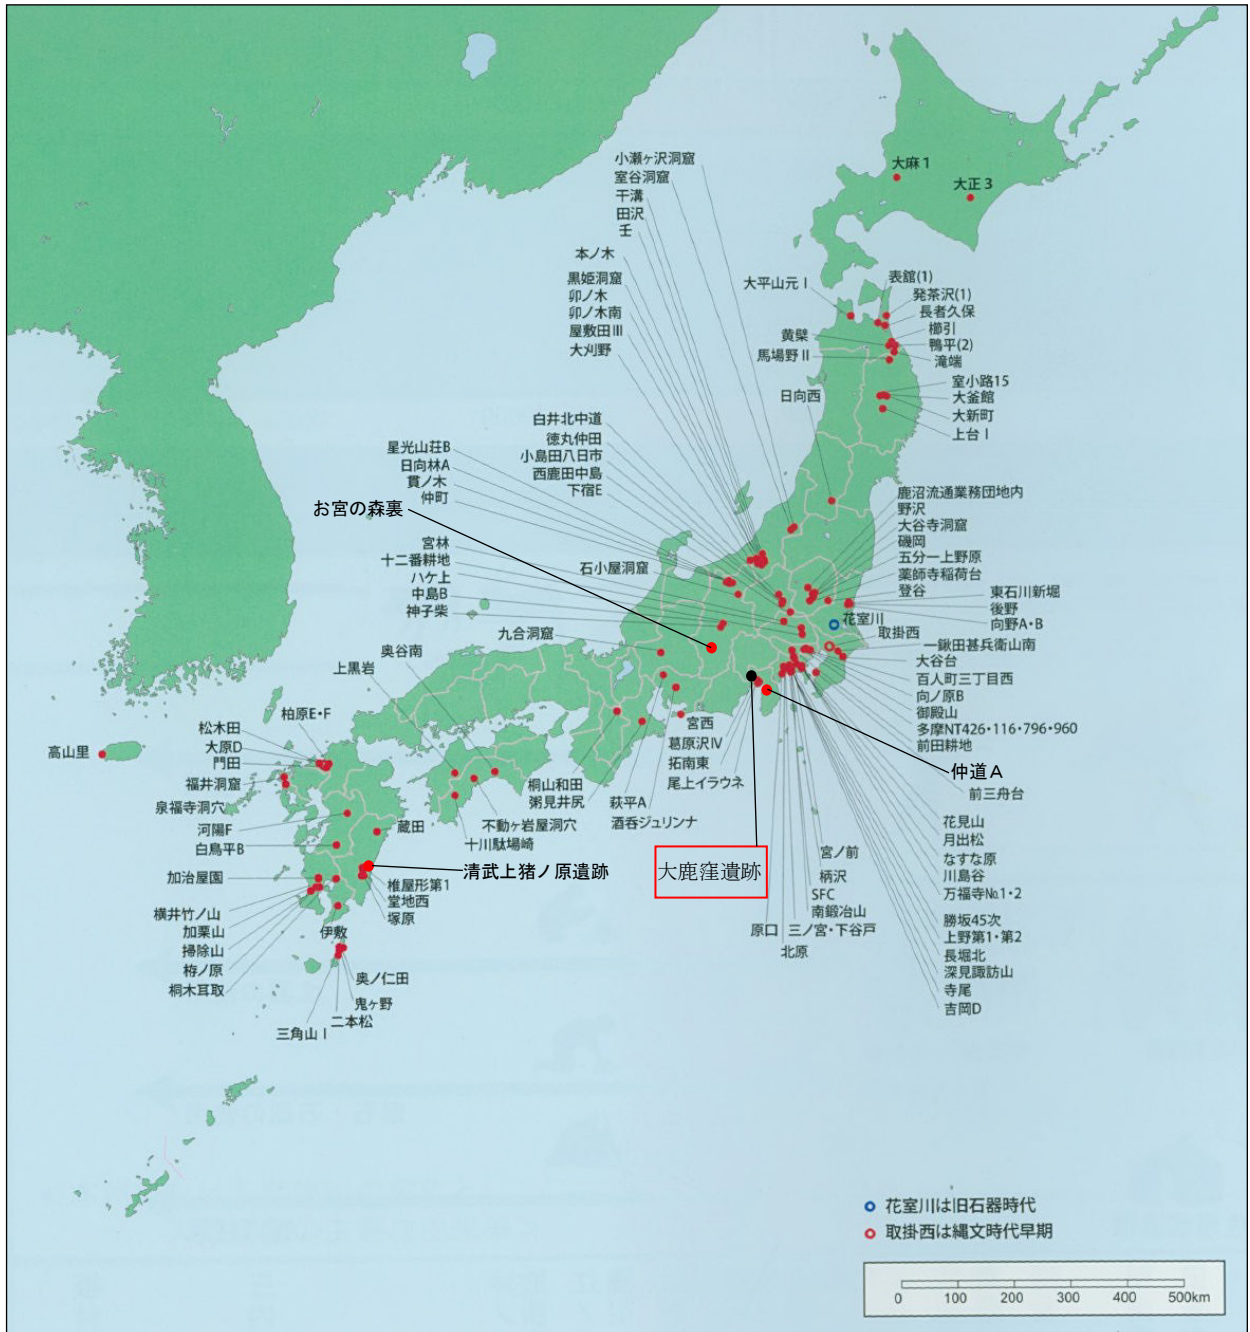 小瀬ヶ沢洞窟
室谷洞窟
干溝
田沢
壬
本ノ木
黒姫洞窟
卯ノ木
卯ノ木南
屋敷田Ⅲ
大刈野
大麻1
大正3
大平山元Ⅰ
表館(1)
発茶沢(1)
長者久保
櫛引
鴨平(2)
滝端
黄檗
馬場野Ⅱ
室小路15
大釜館
大新町
上台Ⅰ
日向西
白井北中道
徳丸仲田
小島田八日市
西鹿田中島
下宿E
星光山荘B
日向林A
貫ノ木
仲町
お宮の森裏
宮林
十二番耕地
ハケ上
中島B
神子柴
石小屋洞窟
九合洞窟
鹿沼流通業務団地内
野沢
大谷寺洞窟
磯岡
五分一上野原
薬師寺稲荷台
登谷
東石川新堀
後野
向野A・B
花室川
取掛西
一鍬田甚兵衛山南
大谷台
百人町三丁目西
向ノ原B
御殿山
多摩NT426・116・796・960
前田耕地
仲道A
前三舟台
花見山
月出松
なすな原
川島谷
万福寺№1・2
勝坂45次
上野第1・第2
長堀北
深見諏訪山
寺尾
吉岡D
宮ノ前
柄沢
SFC
南鍛冶山
三ノ宮・下谷戸
原口
北原
大鹿窪遺跡
宮西
葛原沢Ⅳ
拓南東
尾上イラウネ
萩平A
酒呑ジュリンナ
桐山和田
粥見井尻
奥谷南
上黒岩
不動ヶ岩屋洞穴
十川駄場崎
柏原E・F
松木田
大原D
門田
高山里
福井洞窟
泉福寺洞穴
河陽F
白鳥平B
蔵田
清武上猪ノ原遺跡
椎屋形第1
堂地西
塚原
加治屋園
横井竹ノ山
加栗山
掃除山
栫ノ原
桐木耳取
伊敷
奥ノ仁田
鬼ヶ野
二本松
三角山Ⅰ
花室川は旧石器時代
取掛西は縄文時代早期
0 100 200 300 400 500km